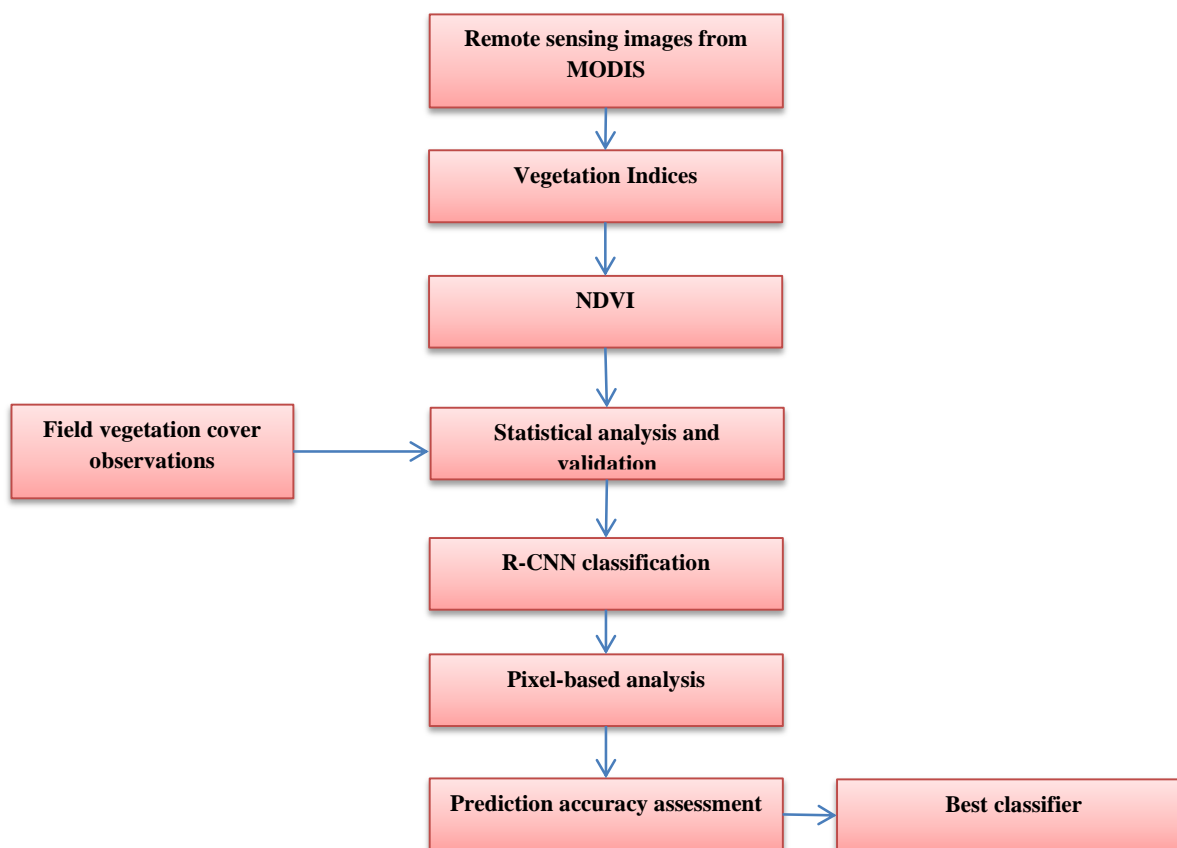 Remote sensing images from
MODIS
Vegetation Indices
NDVI
Field vegetation cover
observations
Statistical analysis and
validation
R-CNN classification
Pixel-based analysis
Prediction accuracy assessment
Best classifier